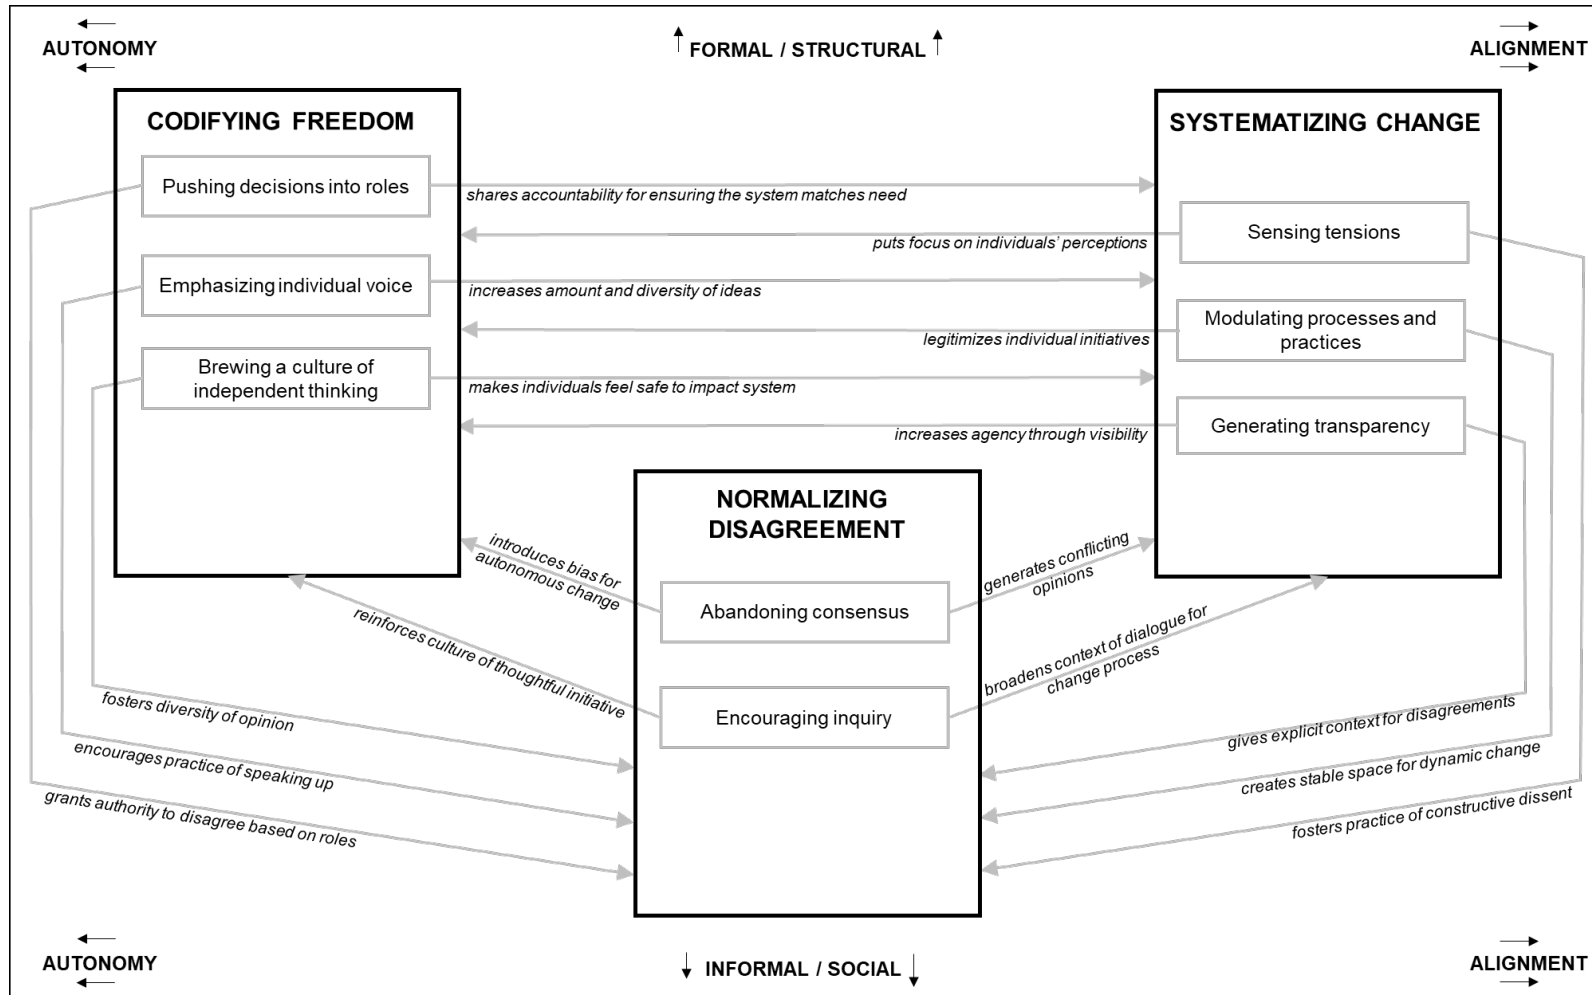 AUTONOMY
FORMAL / STRUCTURAL
ALIGNMENT
CODIFYING FREEDOM
Pushing decisions into roles
Emphasizing individual voice
Brewing a culture of
independent thinking
SYSTEMATIZING CHANGE
Sensing tensions
Modulating processes and
practices
Generating transparency
shares accountability for ensuring the system matches need
puts focus on individuals' perceptions
increases amount and diversity of ideas
legitimizes individual initiatives
makes individuals feel safe to impact system
increases agency through visibility
NORMALIZING
DISAGREEMENT
Abandoning consensus
Encouraging inquiry
introduces bias for
autonomous change
reinforces culture of thoughtful initiative
generates conflicting
opinions
broadens context of dialogue for
change process
fosters diversity of opinion
encourages practice of speaking up
grants authority to disagree based on roles
gives explicit context for disagreements
creates stable space for dynamic change
fosters practice of constructive dissent
AUTONOMY
INFORMAL / SOCIAL
ALIGNMENT